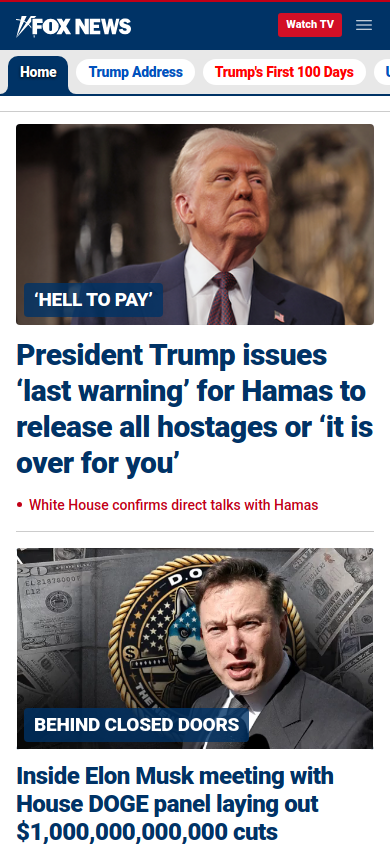 FOX NEWS
Watch TV
Home
Trump Address
Trump's First 100 Days
‘HELL TO PAY’
President Trump issues
‘last warning’ for Hamas to
release all hostages or ‘it is
over for you’
• White House confirms direct talks with Hamas
D.O
THE
BEHIND CLOSED DOORS
Inside Elon Musk meeting with
House DOGE panel laying out
$1,000,000,000,000 cuts